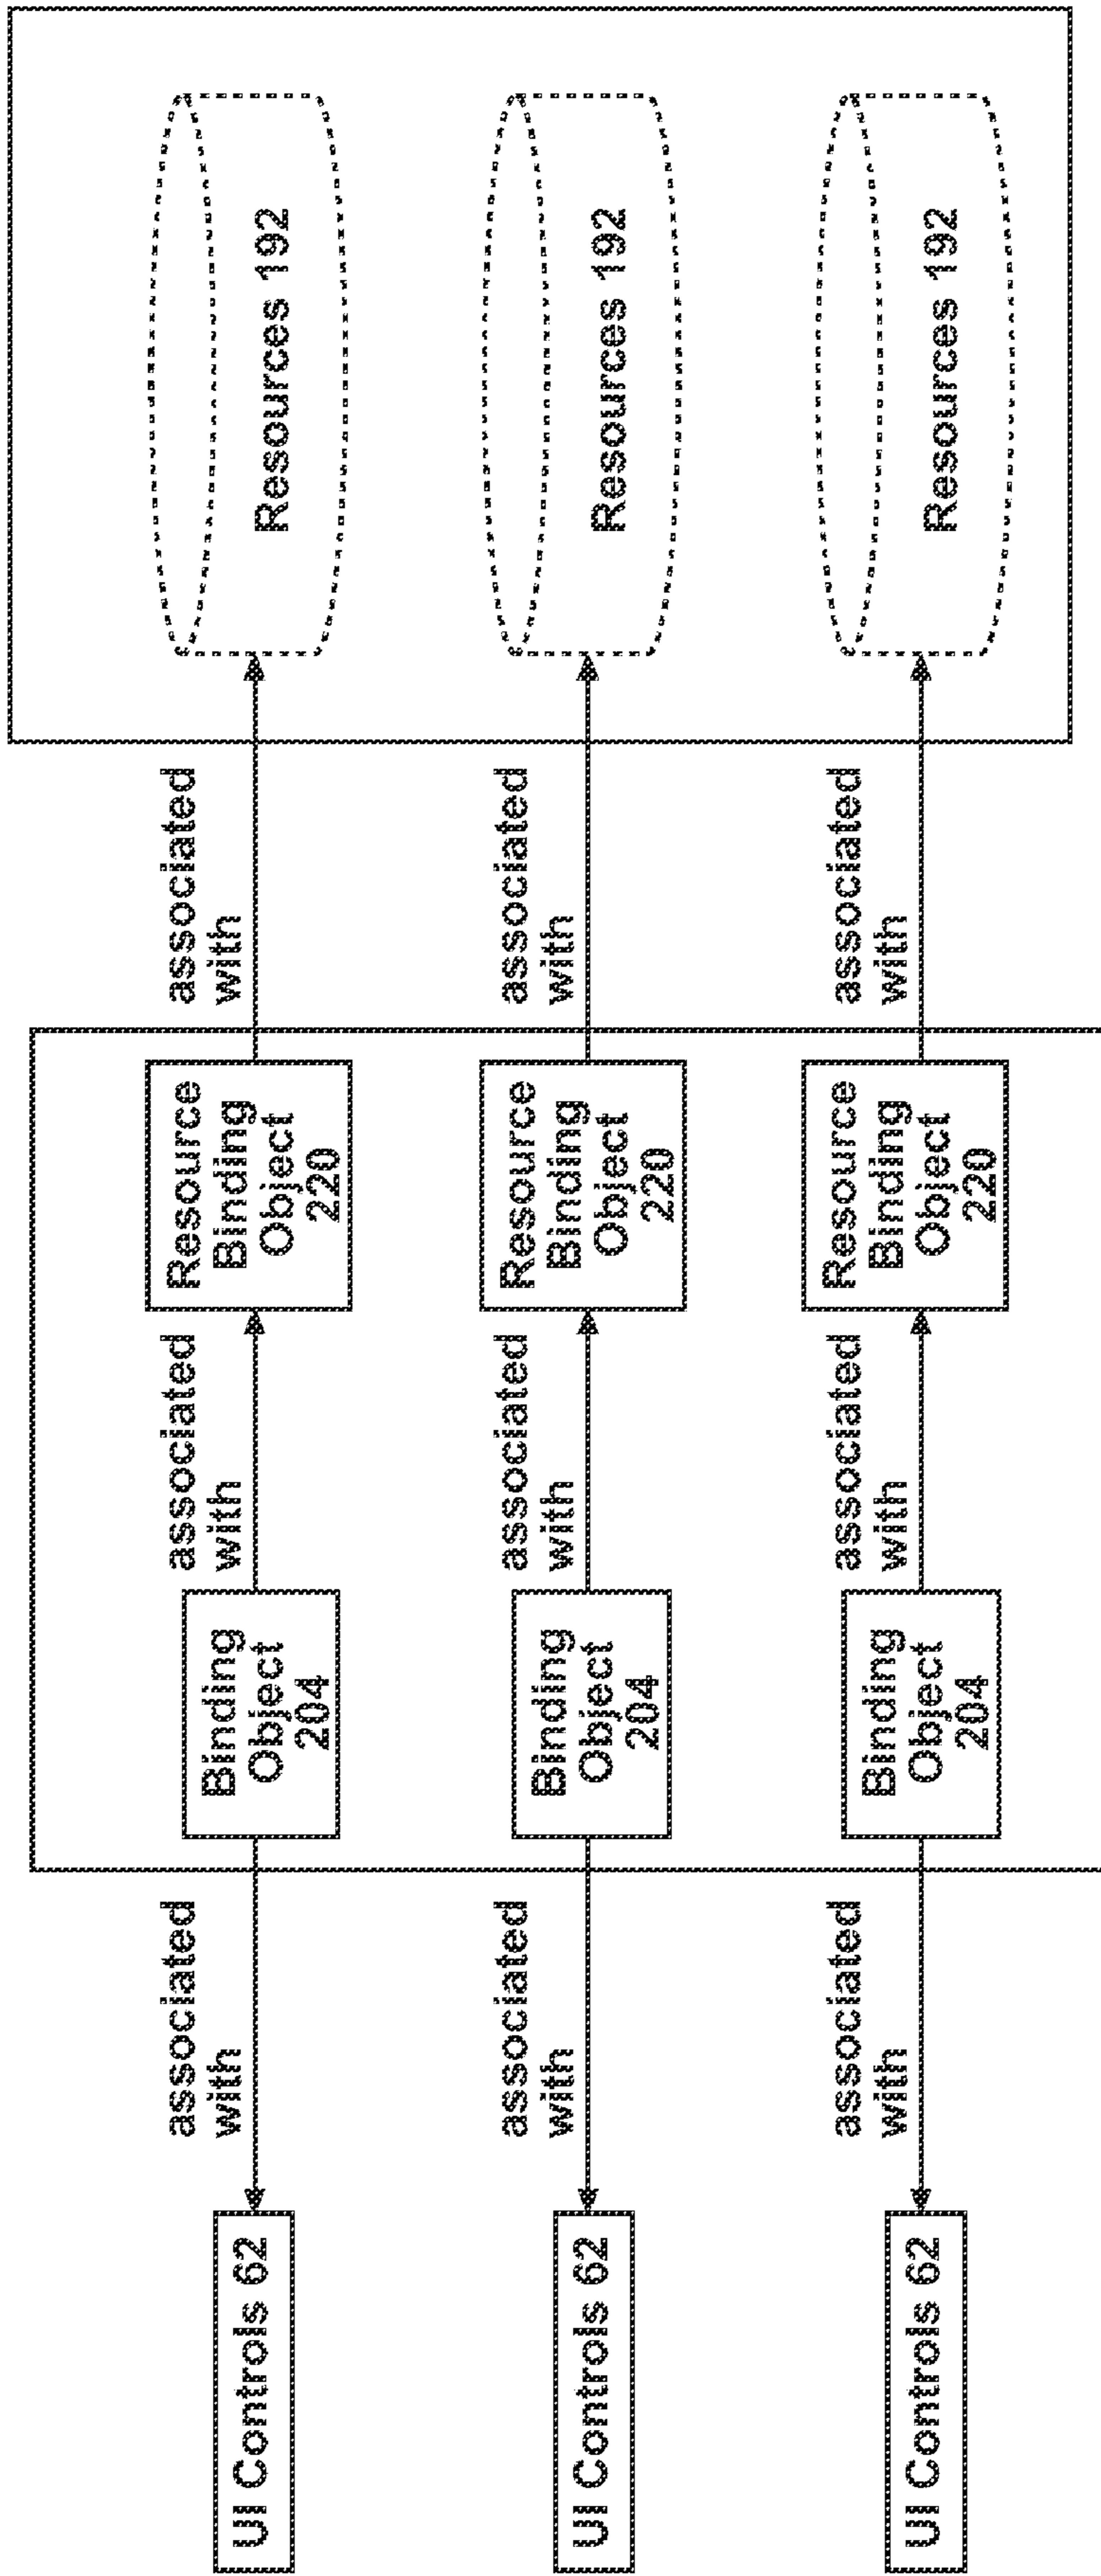 UI Controls 62
associated
with
Binding
Object
204
associated
with
Resource
Binding
Object
220
associated
with
Resources 192
UI Controls 62
associated
with
Binding
Object
204
associated
with
Resource
Binding
Object
220
associated
with
Resources 192
UI Controls 62
associated
with
Binding
Object
204
associated
with
Resource
Binding
Object
220
associated
with
Resources 192